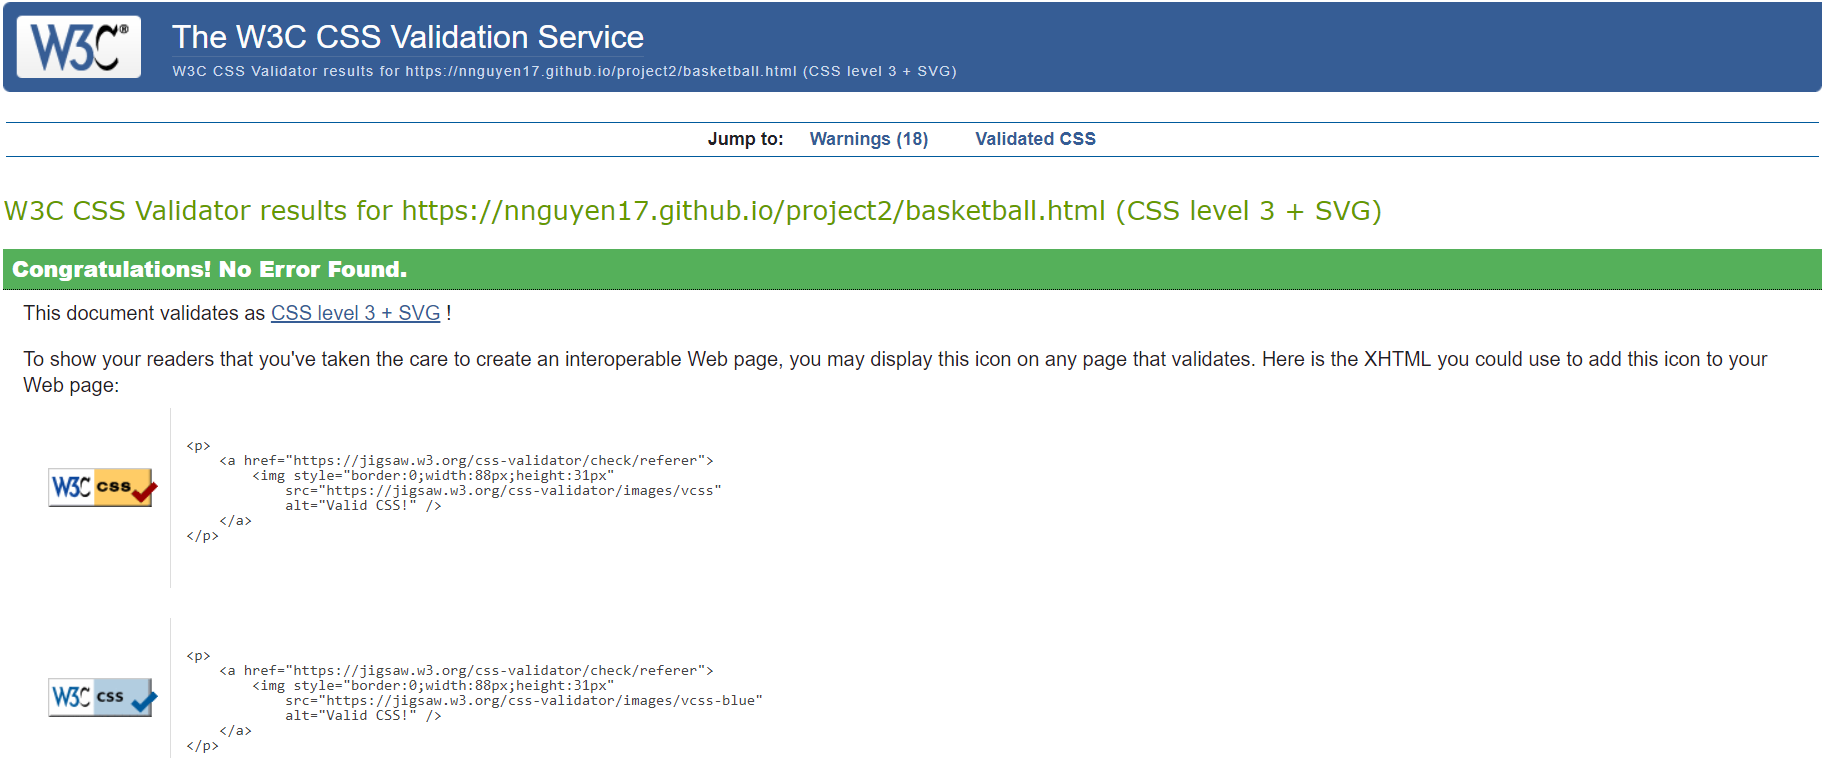 W3C®
The W3C CSS Validation Service
W3C CSS Validator results for https://nnguyen17.github.io/project2/basketball.html (CSS level 3 + SVG)
Jump to: Warnings (18) Validated CSS
W3C CSS Validator results for https://nnguyen17.github.io/project2/basketball.html (CSS level 3 + SVG)
Congratulations! No Error Found.
This document validates as CSS level 3 + SVG !
To show your readers that you've taken the care to create an interoperable Web page, you may display this icon on any page that validates. Here is the XHTML you could use to add this icon to your
Web page:
W3C css
<p>
<a href="https://jigsaw.w3.org/css-validator/check/referer">
<img style="border:0;width:88px;height:31px"
src="https://jigsaw.w3.org/css-validator/images/vcss"
alt="Valid CSS!" />
</a>
</p>
W3C css
<p>
<a href="https://jigsaw.w3.org/css-validator/check/referer">
<img style="border:0;width:88px;height:31px"
src="https://jigsaw.w3.org/css-validator/images/vcss-blue"
alt="Valid CSS!" />
</a>
</p>